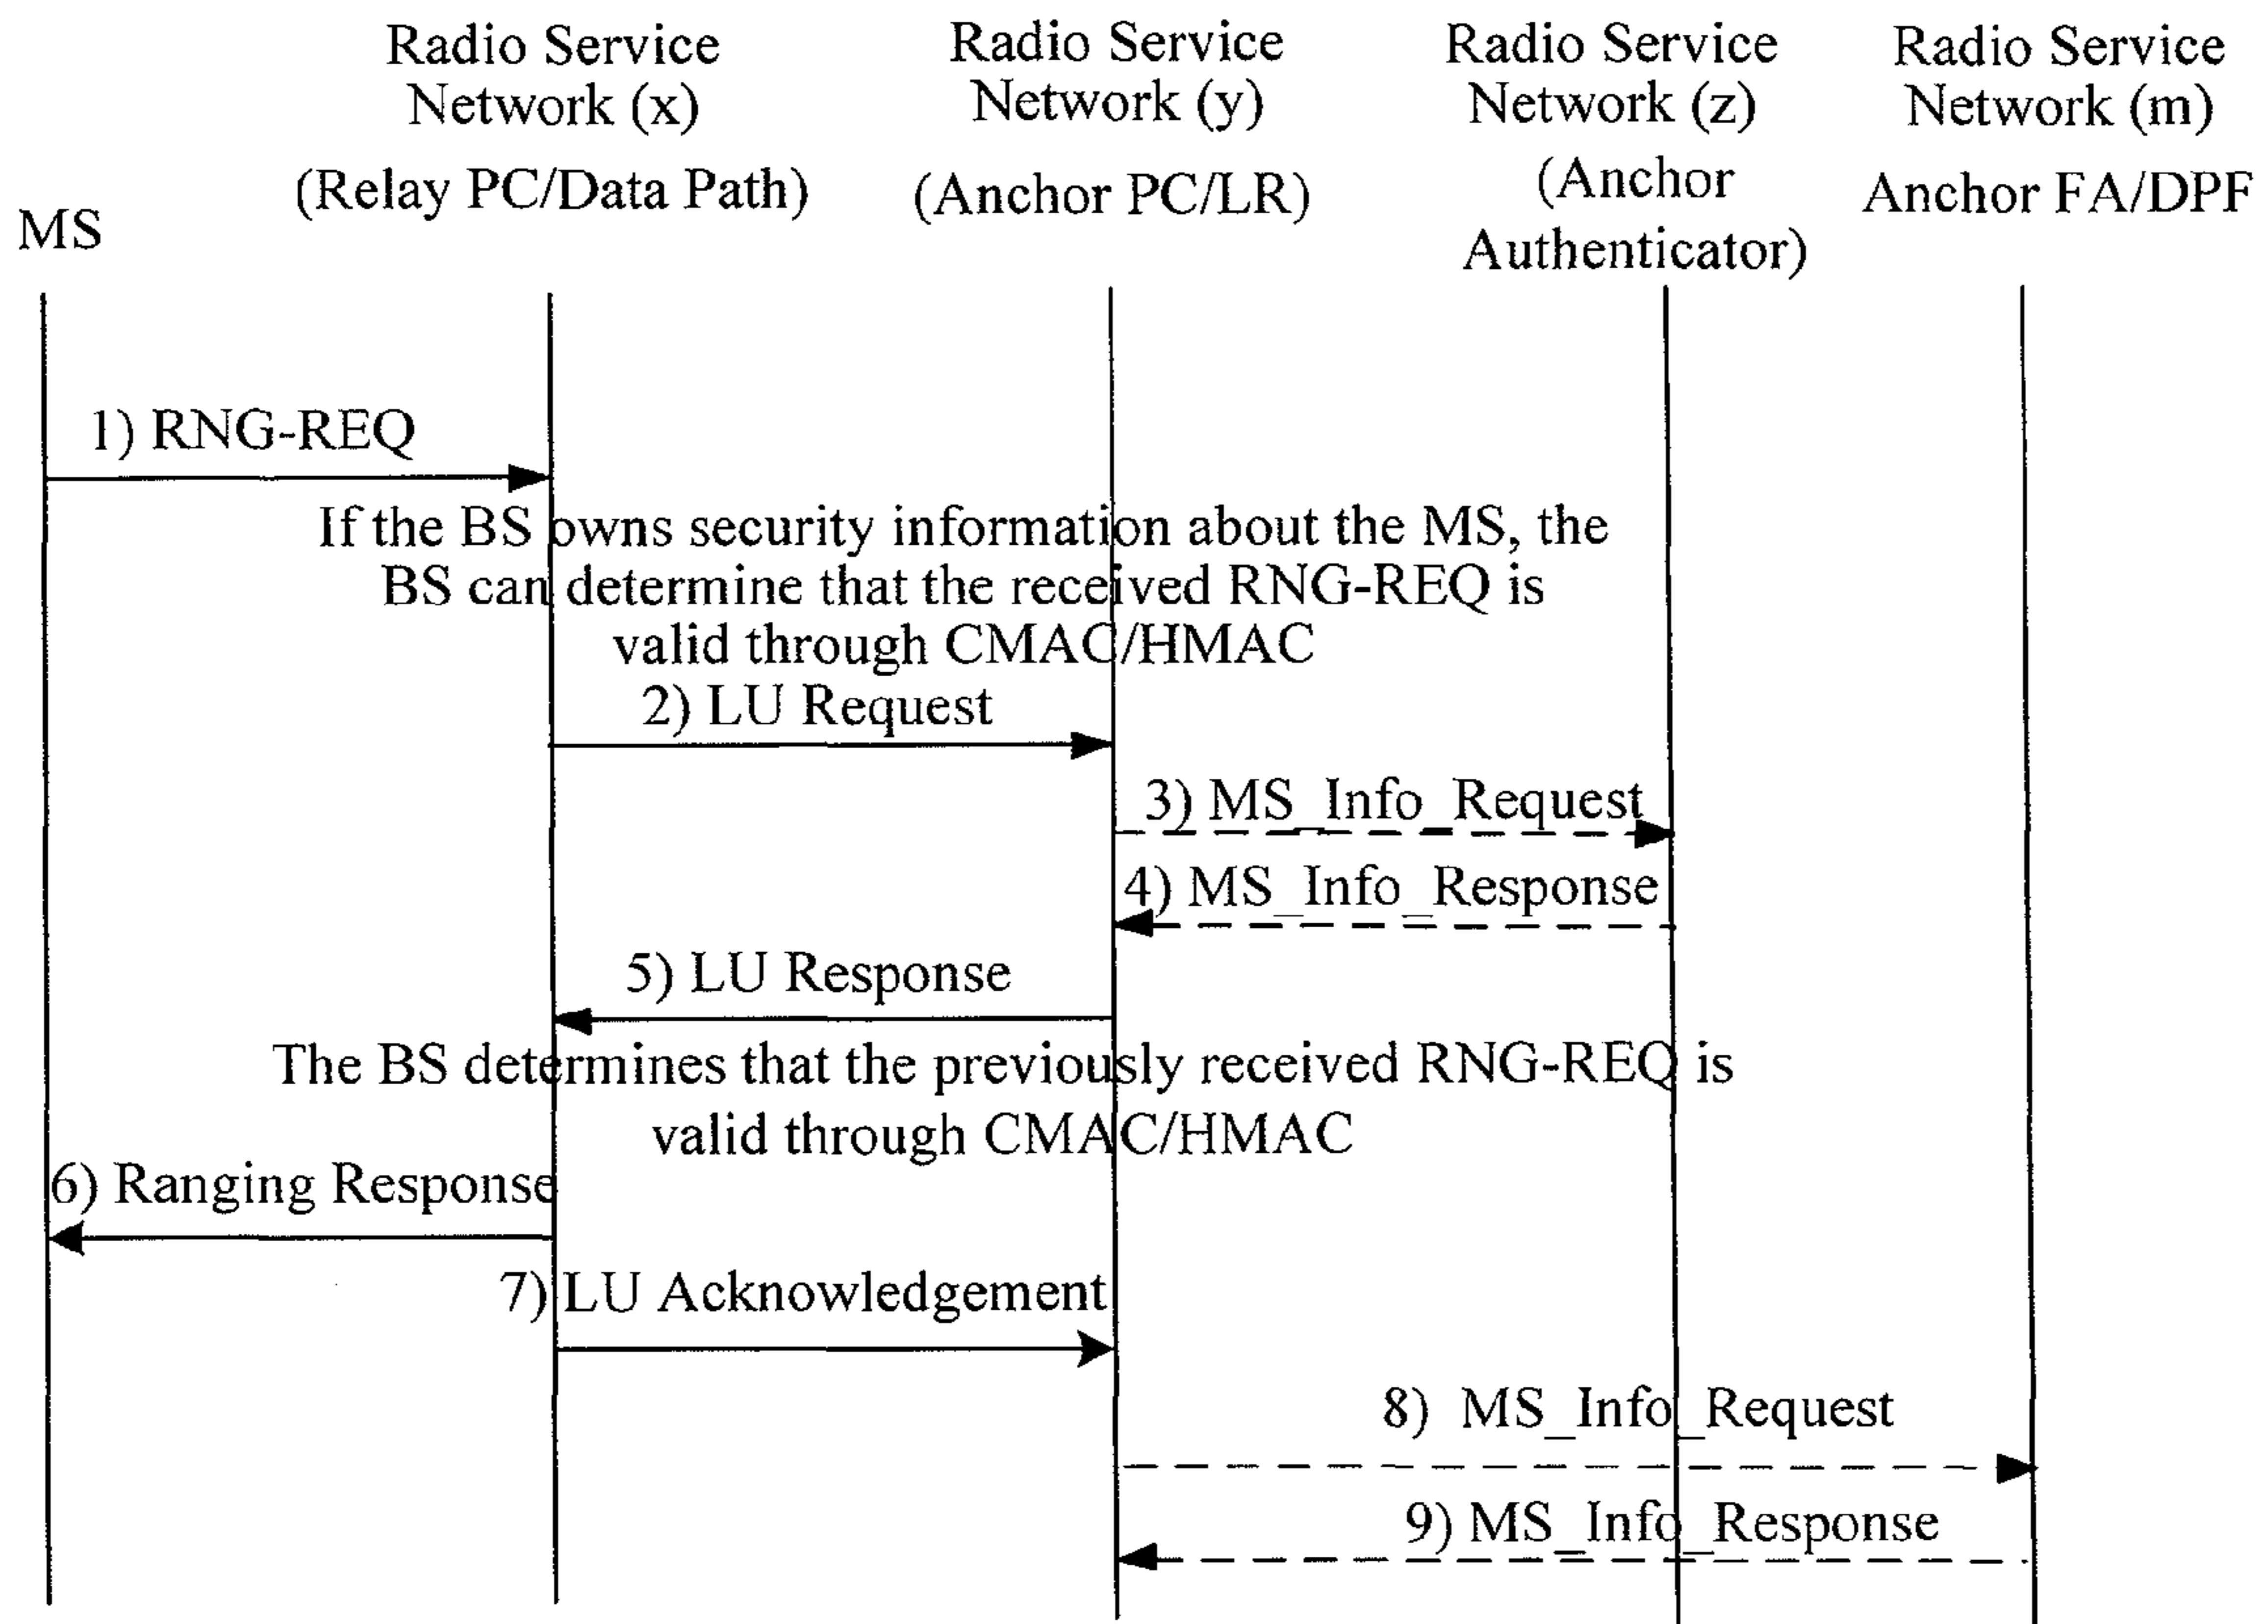 Radio Service
Network (x)
(Relay PC/Data Path)
Radio Service
Network (y)
(Anchor PC/LR)
Radio Service
Network (z)
(Anchor
Authenticator)
Radio Service
Network (m)
Anchor FA/DPF
MS
1) RNG-REQ
If the BS owns security information about the MS, the
BS can determine that the received RNG-REQ is
valid through CMAC/HMAC
2) LU Request
3) MS_Info_Request
4) MS_Info_Response
5) LU Response
The BS determines that the previously received RNG-REQ is
valid through CMAC/HMAC
6) Ranging Response
7) LU Acknowledgement
8) MS_Info_Request
9) MS_Info_Response